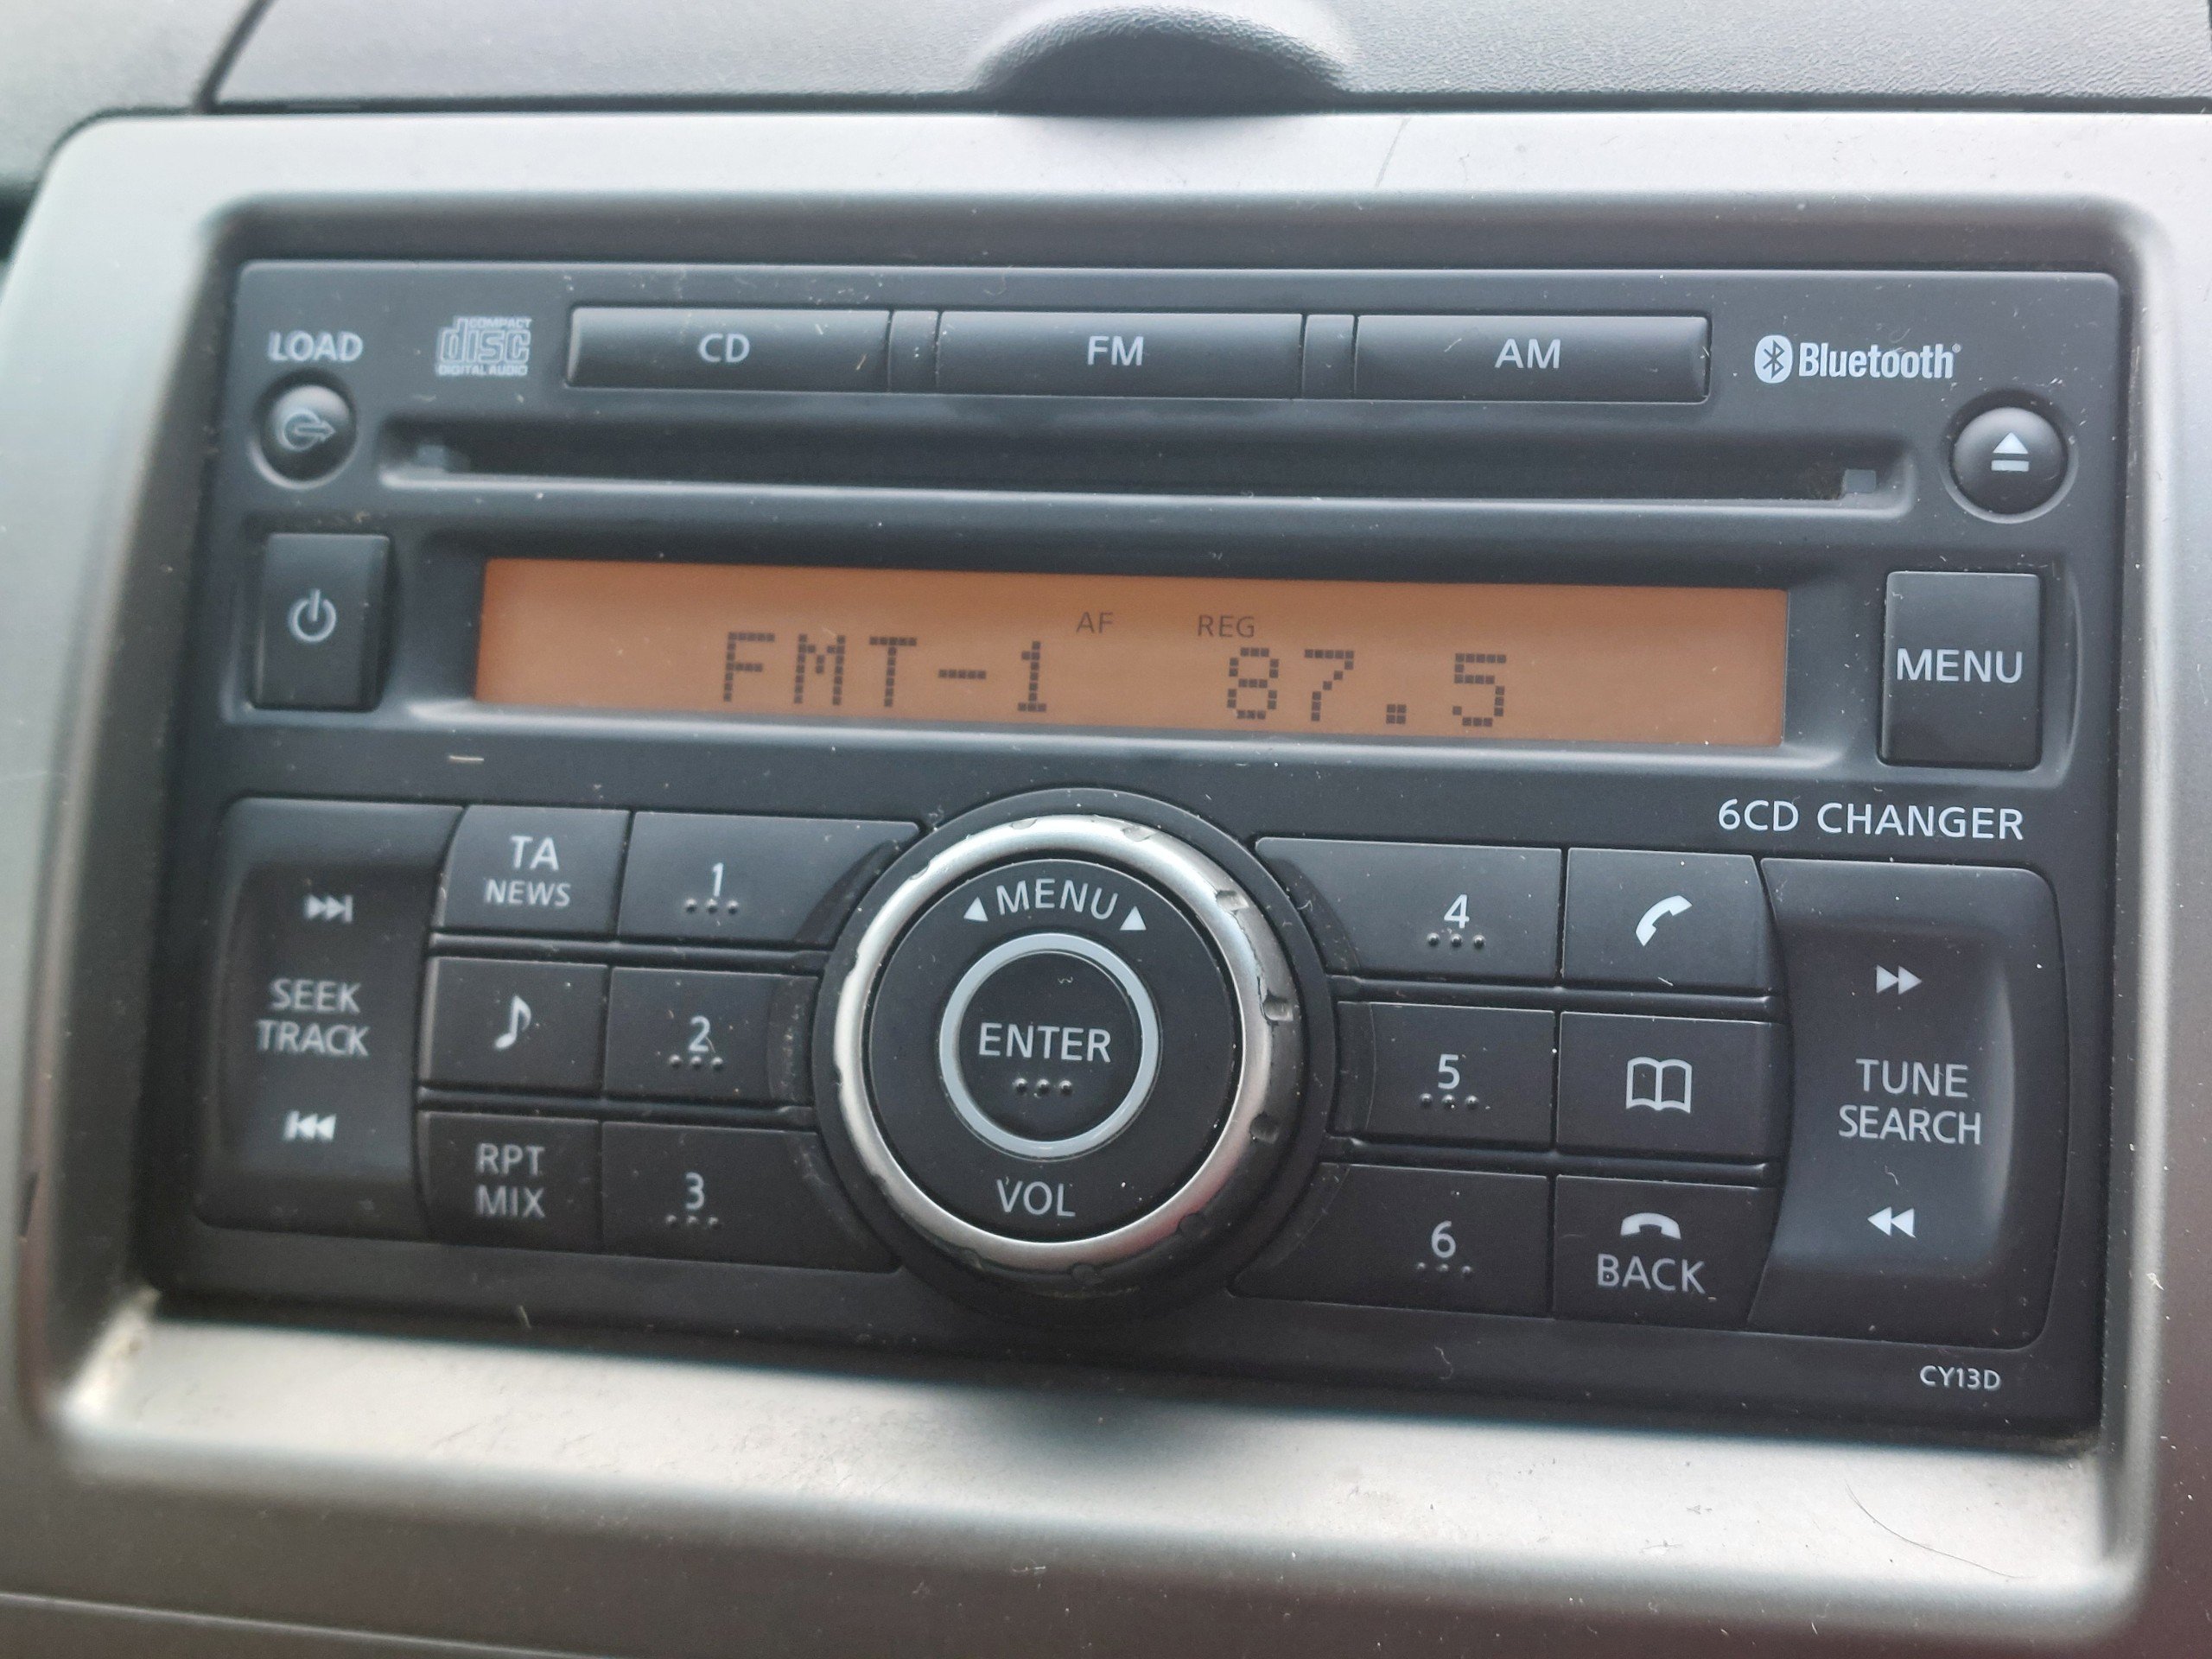 LOAD
COMPACT
disc
DIGITAL AUDIO
CD
FM
AM
Bluetooth®
AF REG
FMT-1 87.5
MENU
6CD CHANGER
SEEK
TRACK
TA
NEWS
1
2
RPT
MIX
3
MENU
ENTER
VOL
4
5
6
BACK
TUNE
SEARCH
CY13D